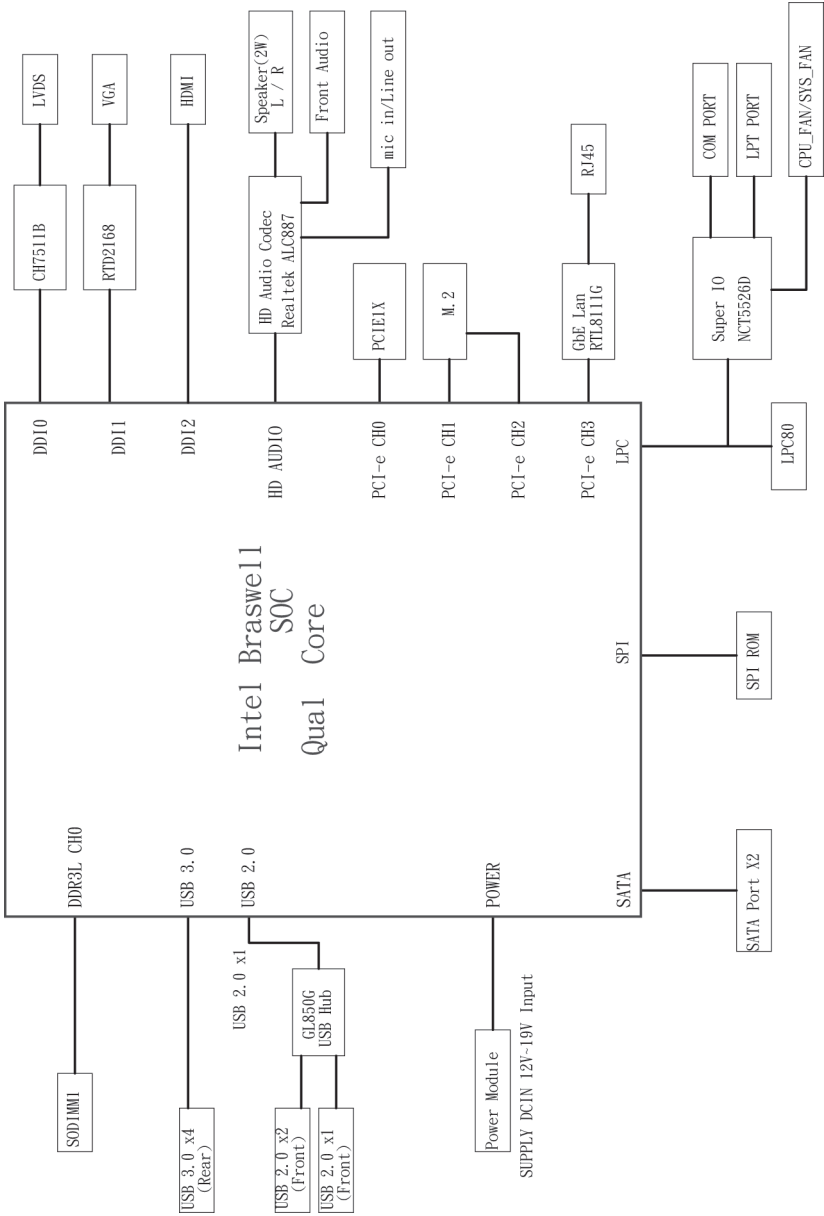 SODIMM1
DDR3L CH0
DDI0
CH7511B
LVDS
DDI1
RTD2168
VGA
USB 3.0 x4
(Rear)
USB 3.0
DDI2
HDMI
USB 2.0 x1
USB 2.0
Intel Braswell
SOC
Qual Core
HD AUDIO
HD Audio Codec
Realtek ALC887
Speaker(2W)
L / R
Front Audio
mic in/Line out
USB 2.0 x2
(Front)
USB 2.0 x1
(Front)
GL850G
USB Hub
PCI-e CH0
PCIE1X
PCI-e CH1
M.2
PCI-e CH2
Power Module
SUPPLY DCIN 12V~19V Input
POWER
PCI-e CH3
GbE Lan
RTL8111G
RJ45
SATA
SPI
LPC
Super IO
NCT5526D
COM PORT
LPT PORT
CPU_FAN/SYS_FAN
SATA Port X2
SPI ROM
LPC80